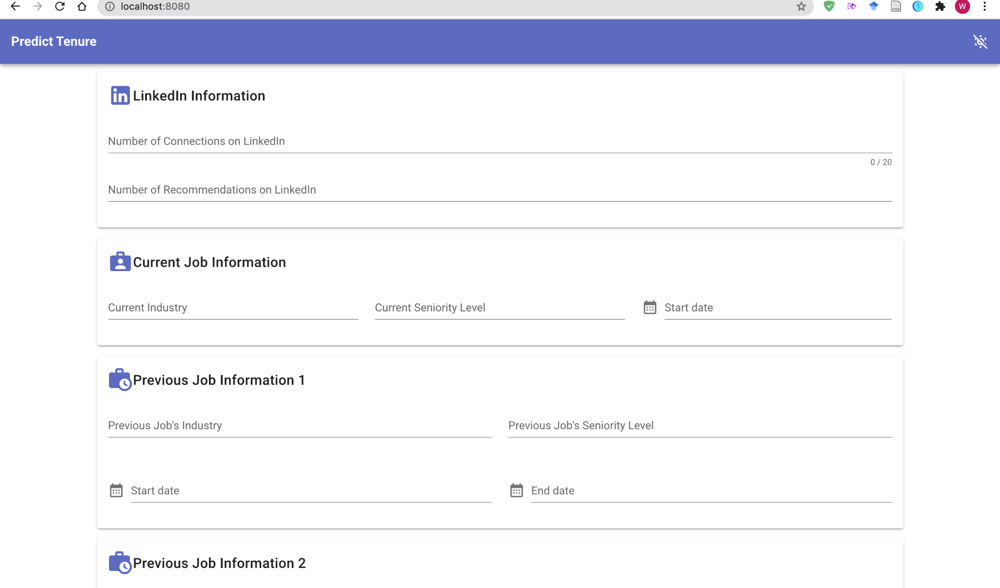 localhost:8080
W
Predict Tenure
in LinkedIn Information
Number of Connections on LinkedIn
0 / 20
Number of Recommendations on LinkedIn
Current Job Information
Current Industry Current Seniority Level Start date
Previous Job Information 1
Previous Job's Industry Previous Job's Seniority Level
Start date End date
Previous Job Information 2